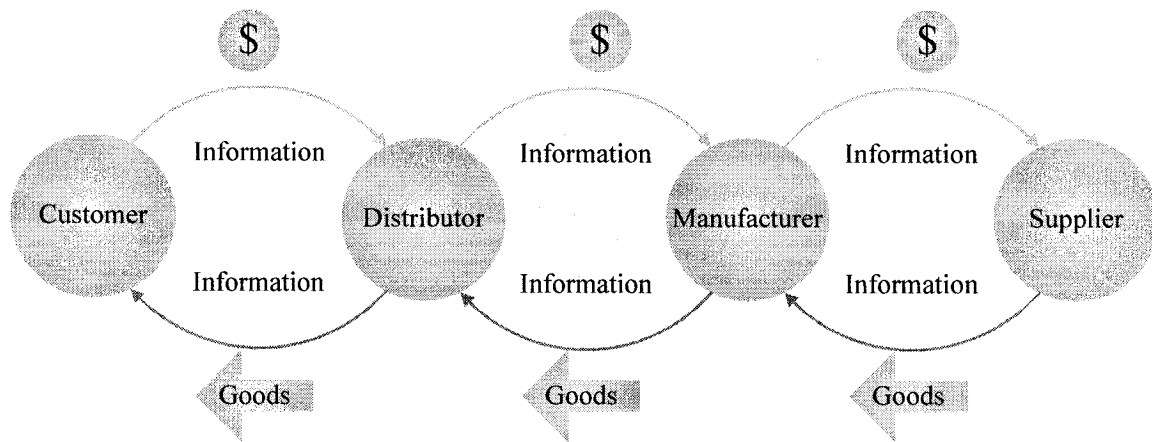 $ $ $
Information Information Information
Customer Distributor Manufacturer Supplier
Information Information Information
Goods Goods Goods